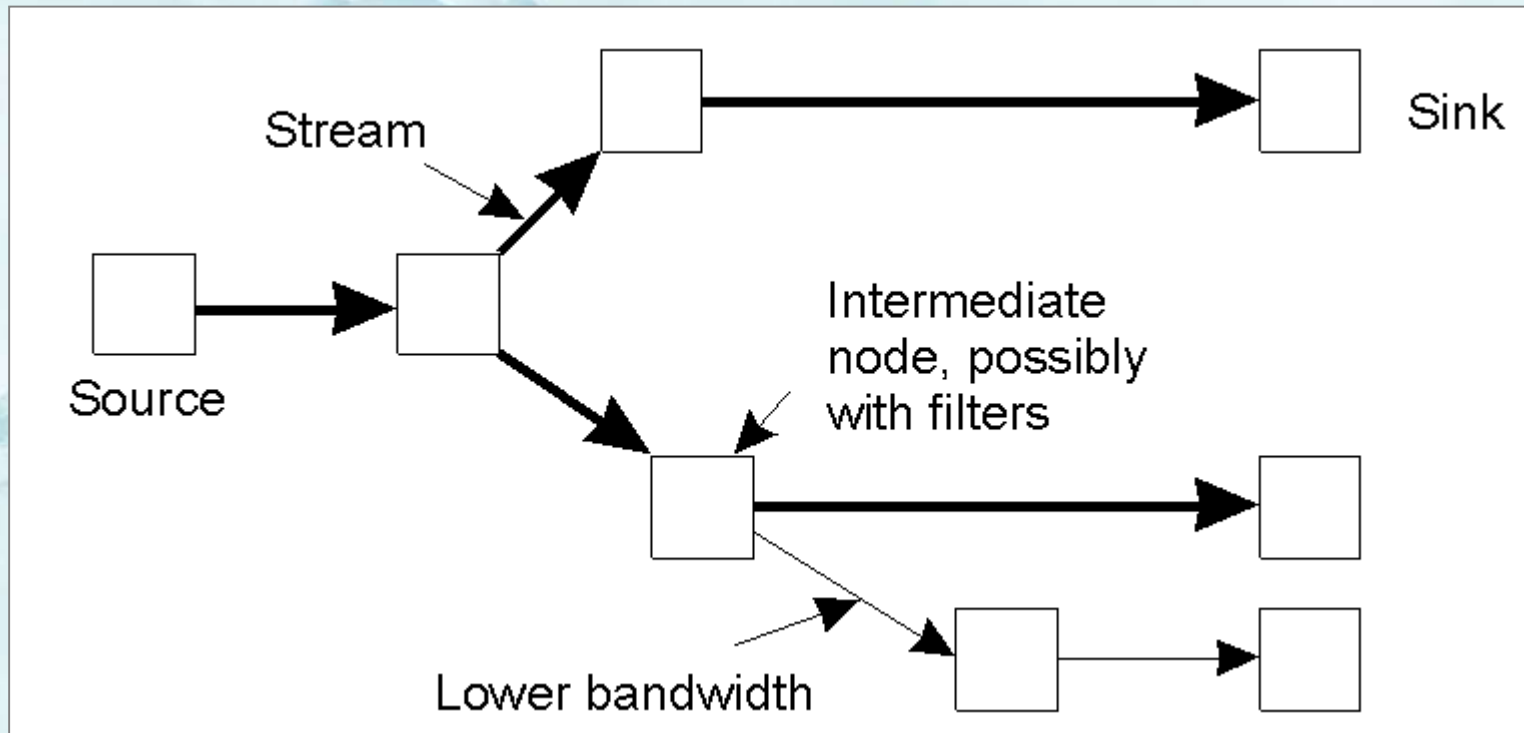 Stream
Sink
Source
Intermediate
node, possibly
with filters
Lower bandwidth